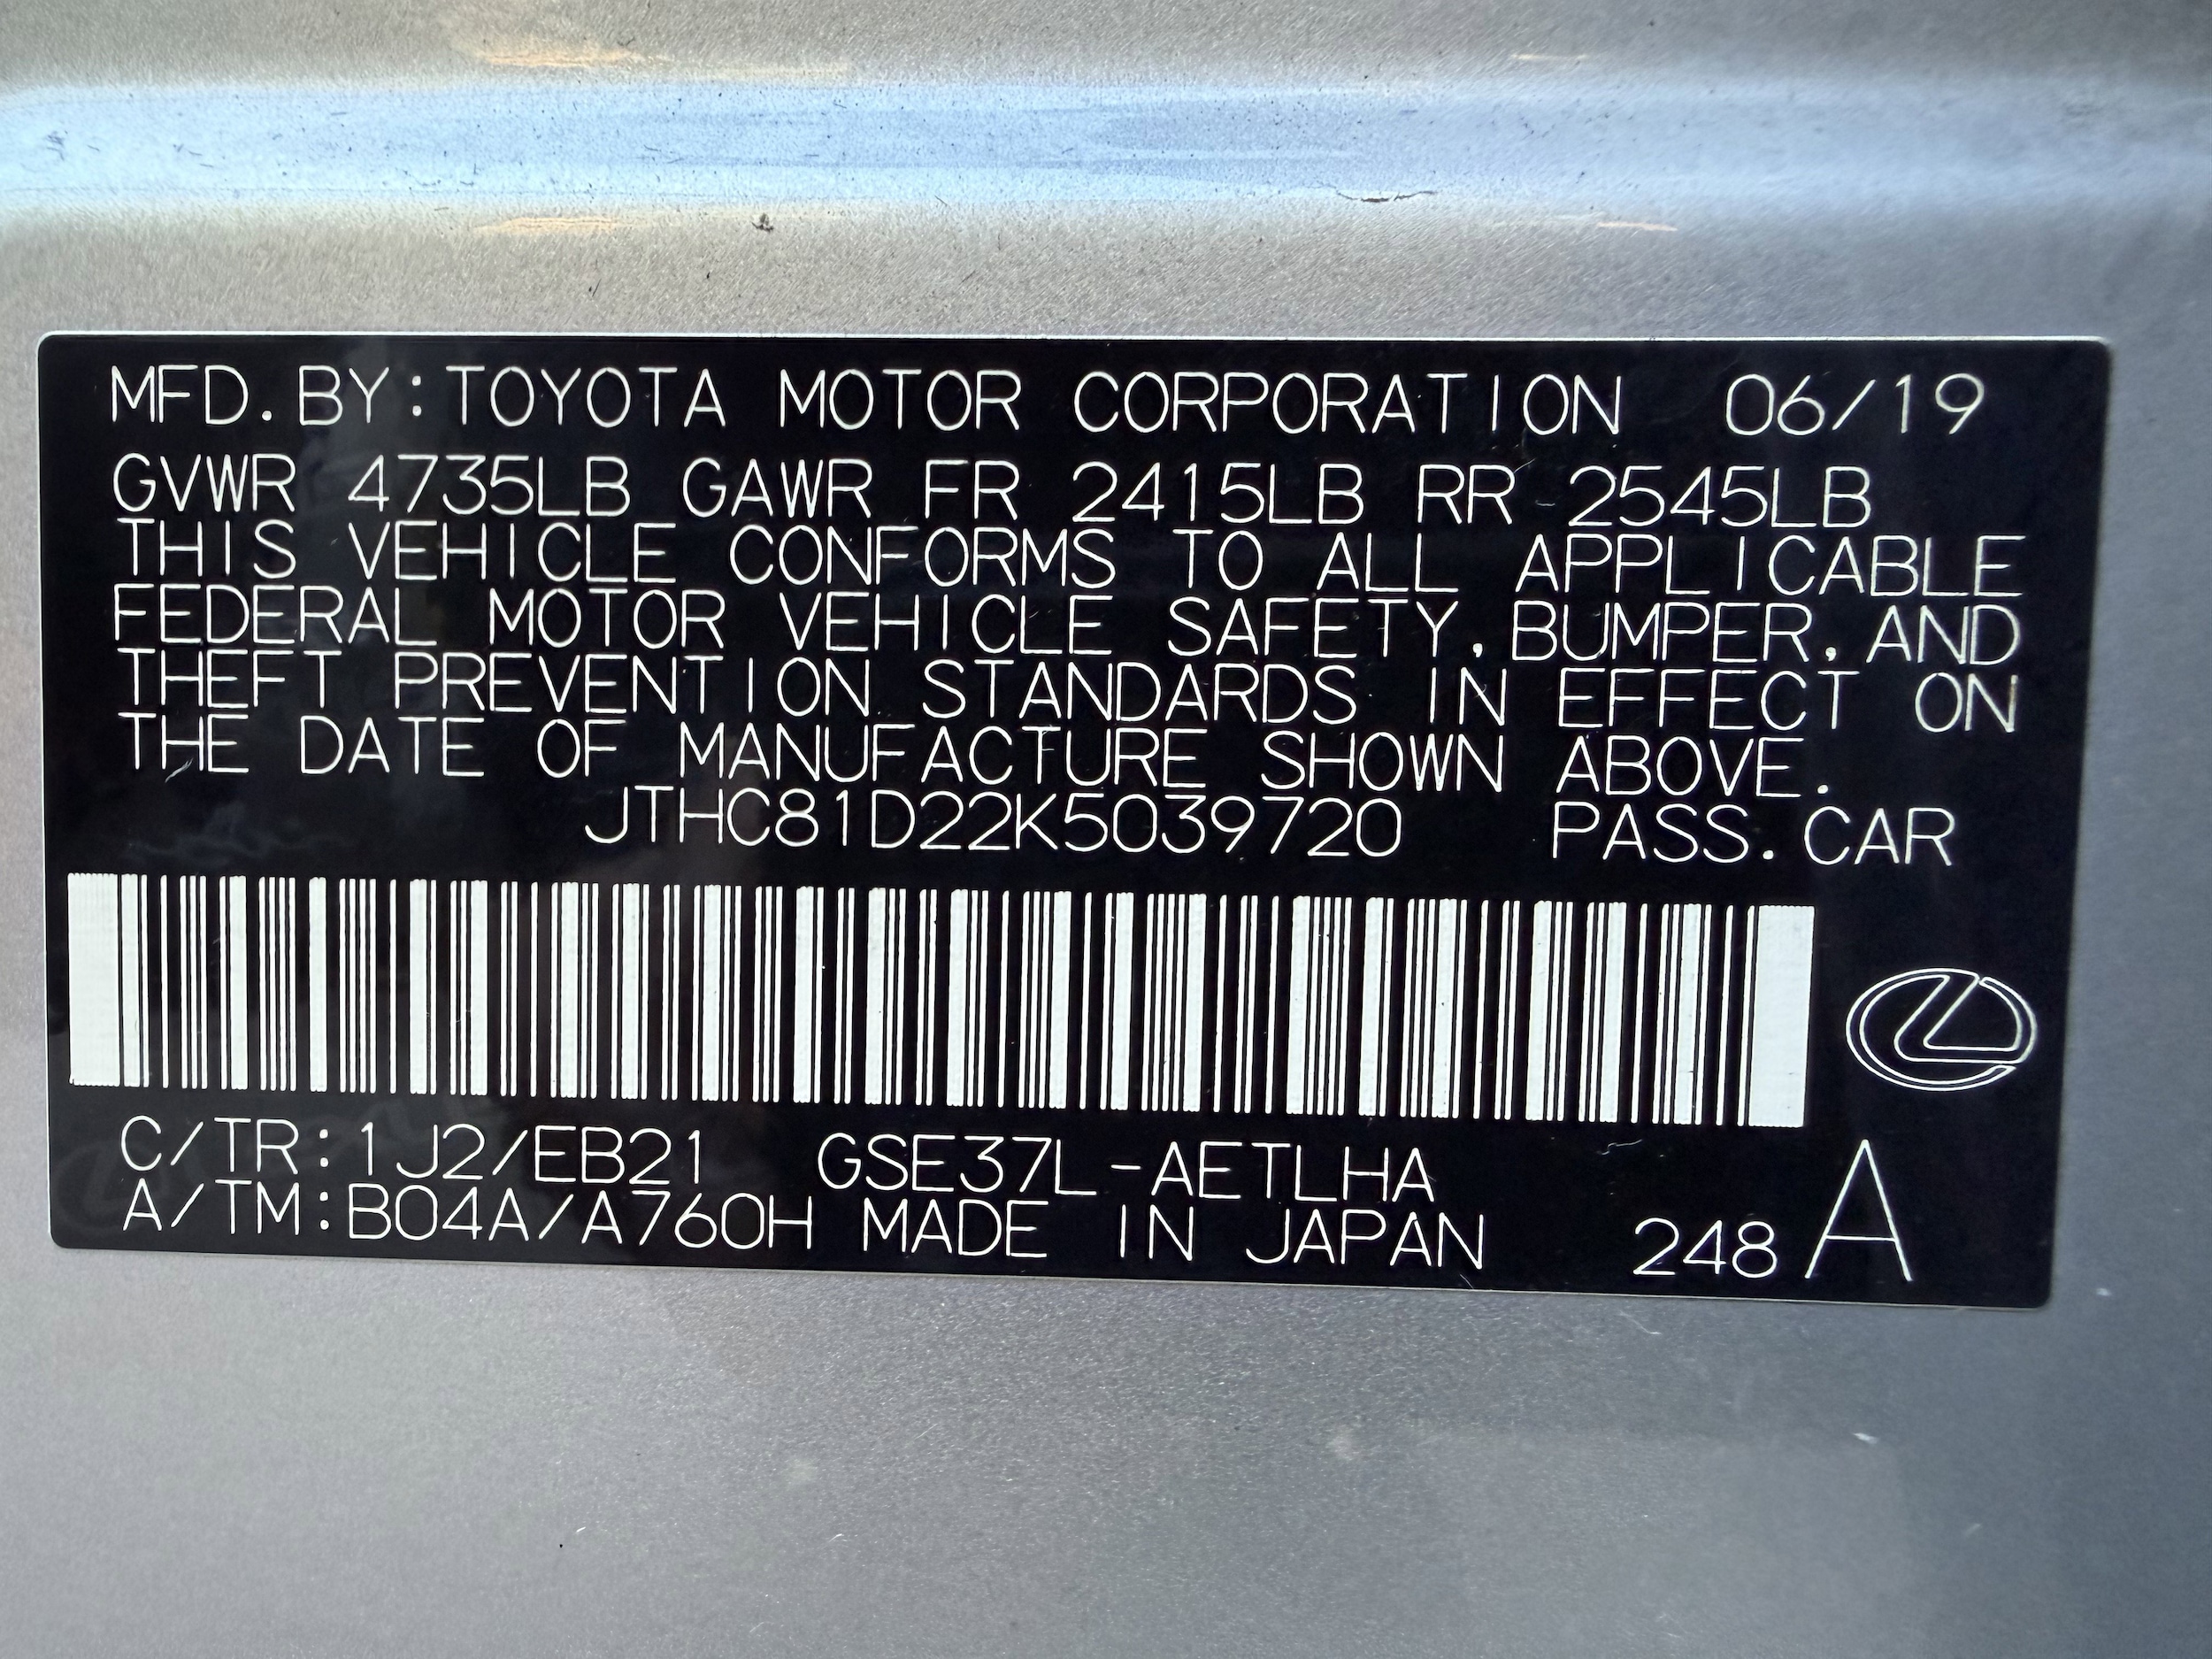 MFD.BY:TOYOTA MOTOR CORPORATION 06/19
GVWR 4735LB GAWR FR 2415LB RR 2545LB
THIS VEHICLE CONFORMS TO ALL APPLICABLE
FEDERAL MOTOR VEHICLE SAFETY,BUMPER,AND
THEFT PREVENTION STANDARDS IN EFFECT ON
THE DATE OF MANUFACTURE SHOWN ABOVE.
JTHC81D22K5039720 PASS.CAR
C/TR:1J2/EB21 GSE37L-AETLHA
A/TM:B04A/A760H MADE IN JAPAN 248 A